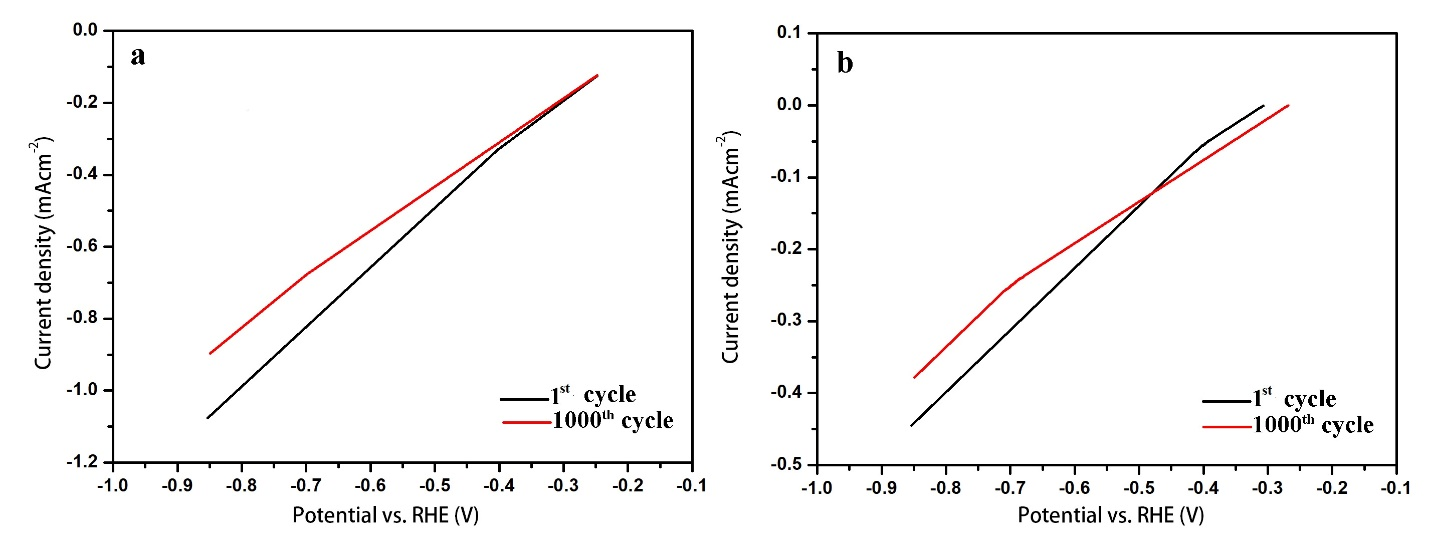 a
0.0
-0.2
-0.4
-0.6
-0.8
-1.0
-1.2
Current density (mAcm⁻²)
-1.0 -0.9 -0.8 -0.7 -0.6 -0.5 -0.4 -0.3 -0.2 -0.1
Potential vs. RHE (V)
1ˢᵗ cycle
1000ᵗʰ cycle
b
0.1
0.0
-0.1
-0.2
-0.3
-0.4
-0.5
Current density (mAcm⁻²)
-1.0 -0.9 -0.8 -0.7 -0.6 -0.5 -0.4 -0.3 -0.2 -0.1
Potential vs. RHE (V)
1ˢᵗ cycle
1000ᵗʰ cycle